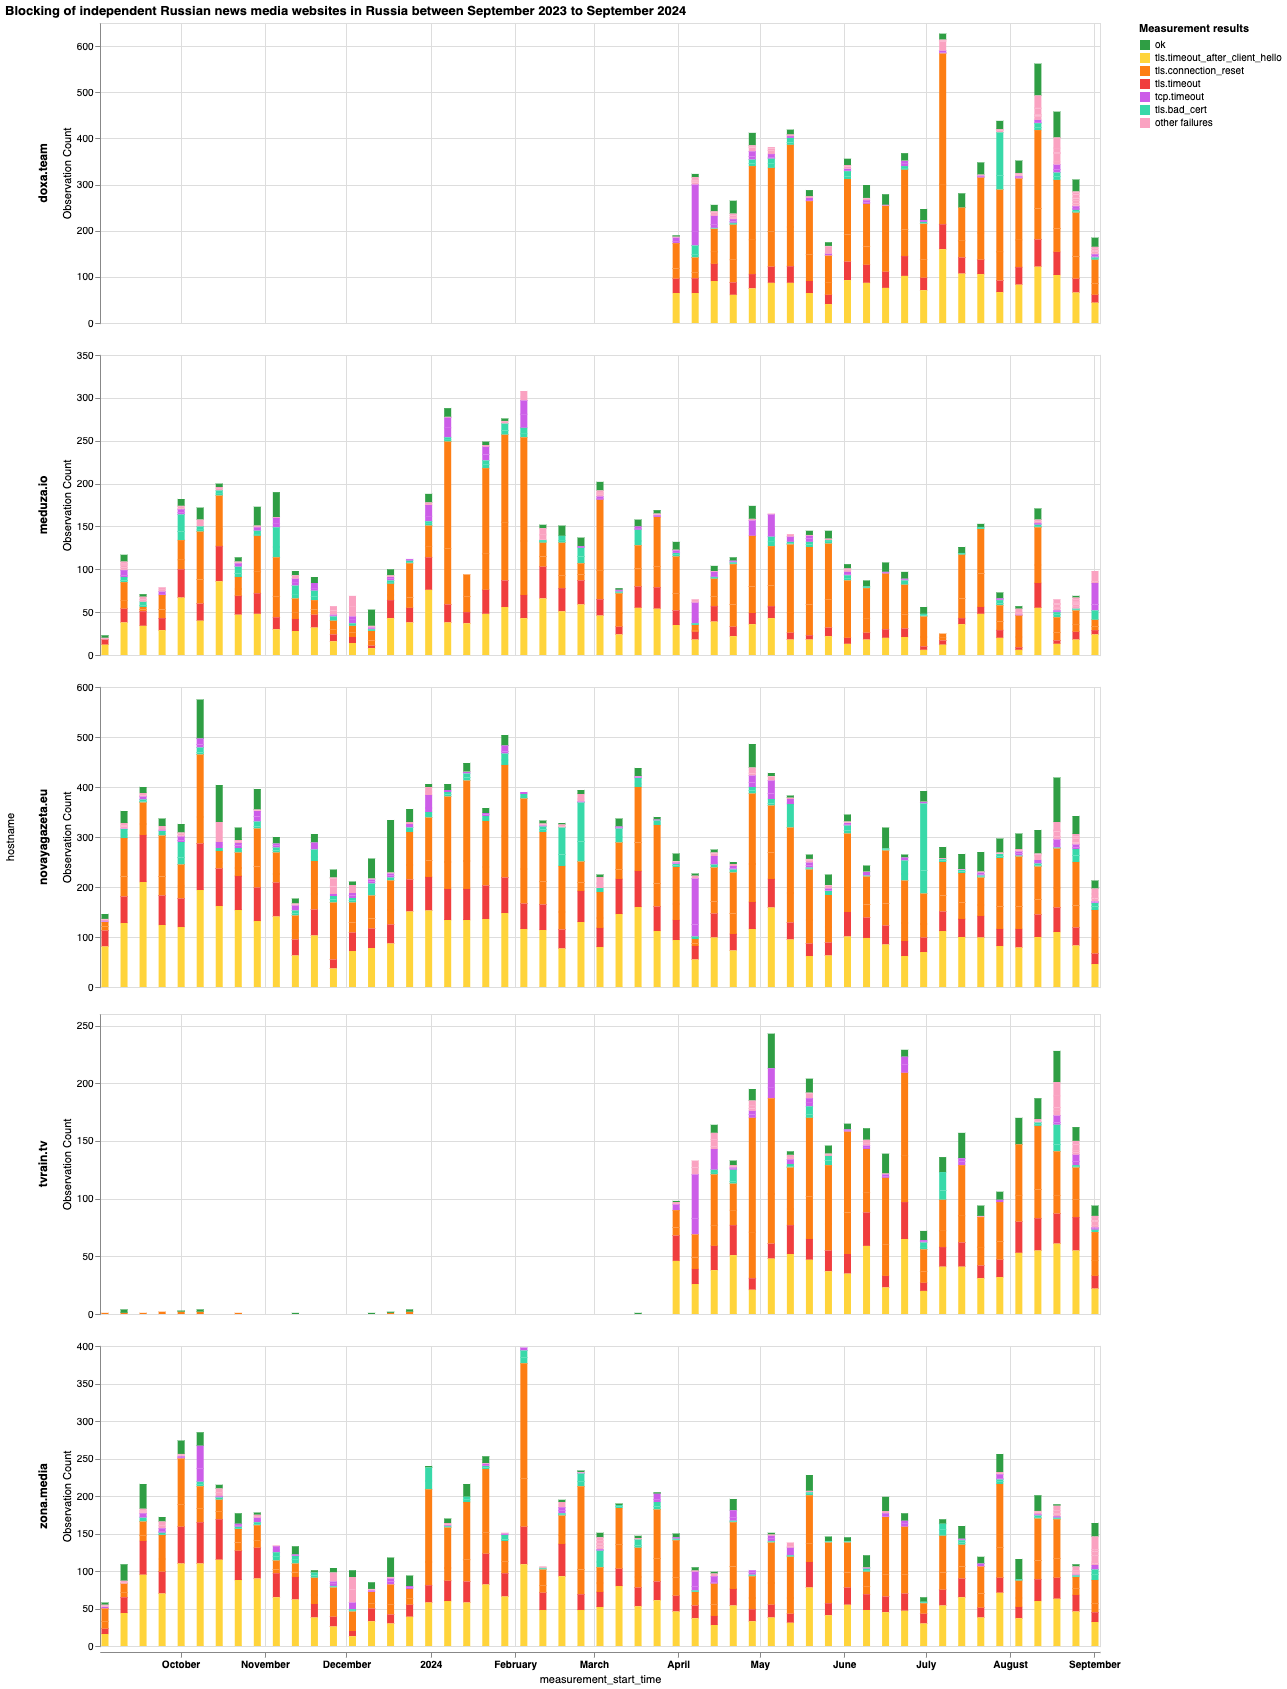 Blocking of independent Russian news media websites in Russia between September 2023 to September 2024
Measurement results
ok
tls.timeout_after_client_hello
tls.connection_reset
tls.timeout
tcp.timeout
tls.bad_cert
other failures
hostname
doxa.team
Observation Count
600
500
400
300
200
100
0
meduza.io
Observation Count
350
300
250
200
150
100
50
0
novayagazeta.eu
Observation Count
600
500
400
300
200
100
0
tvrain.tv
Observation Count
250
200
150
100
50
0
zona.media
Observation Count
400
350
300
250
200
150
100
50
0
October November December 2024 February March April May June July August September
measurement_start_time